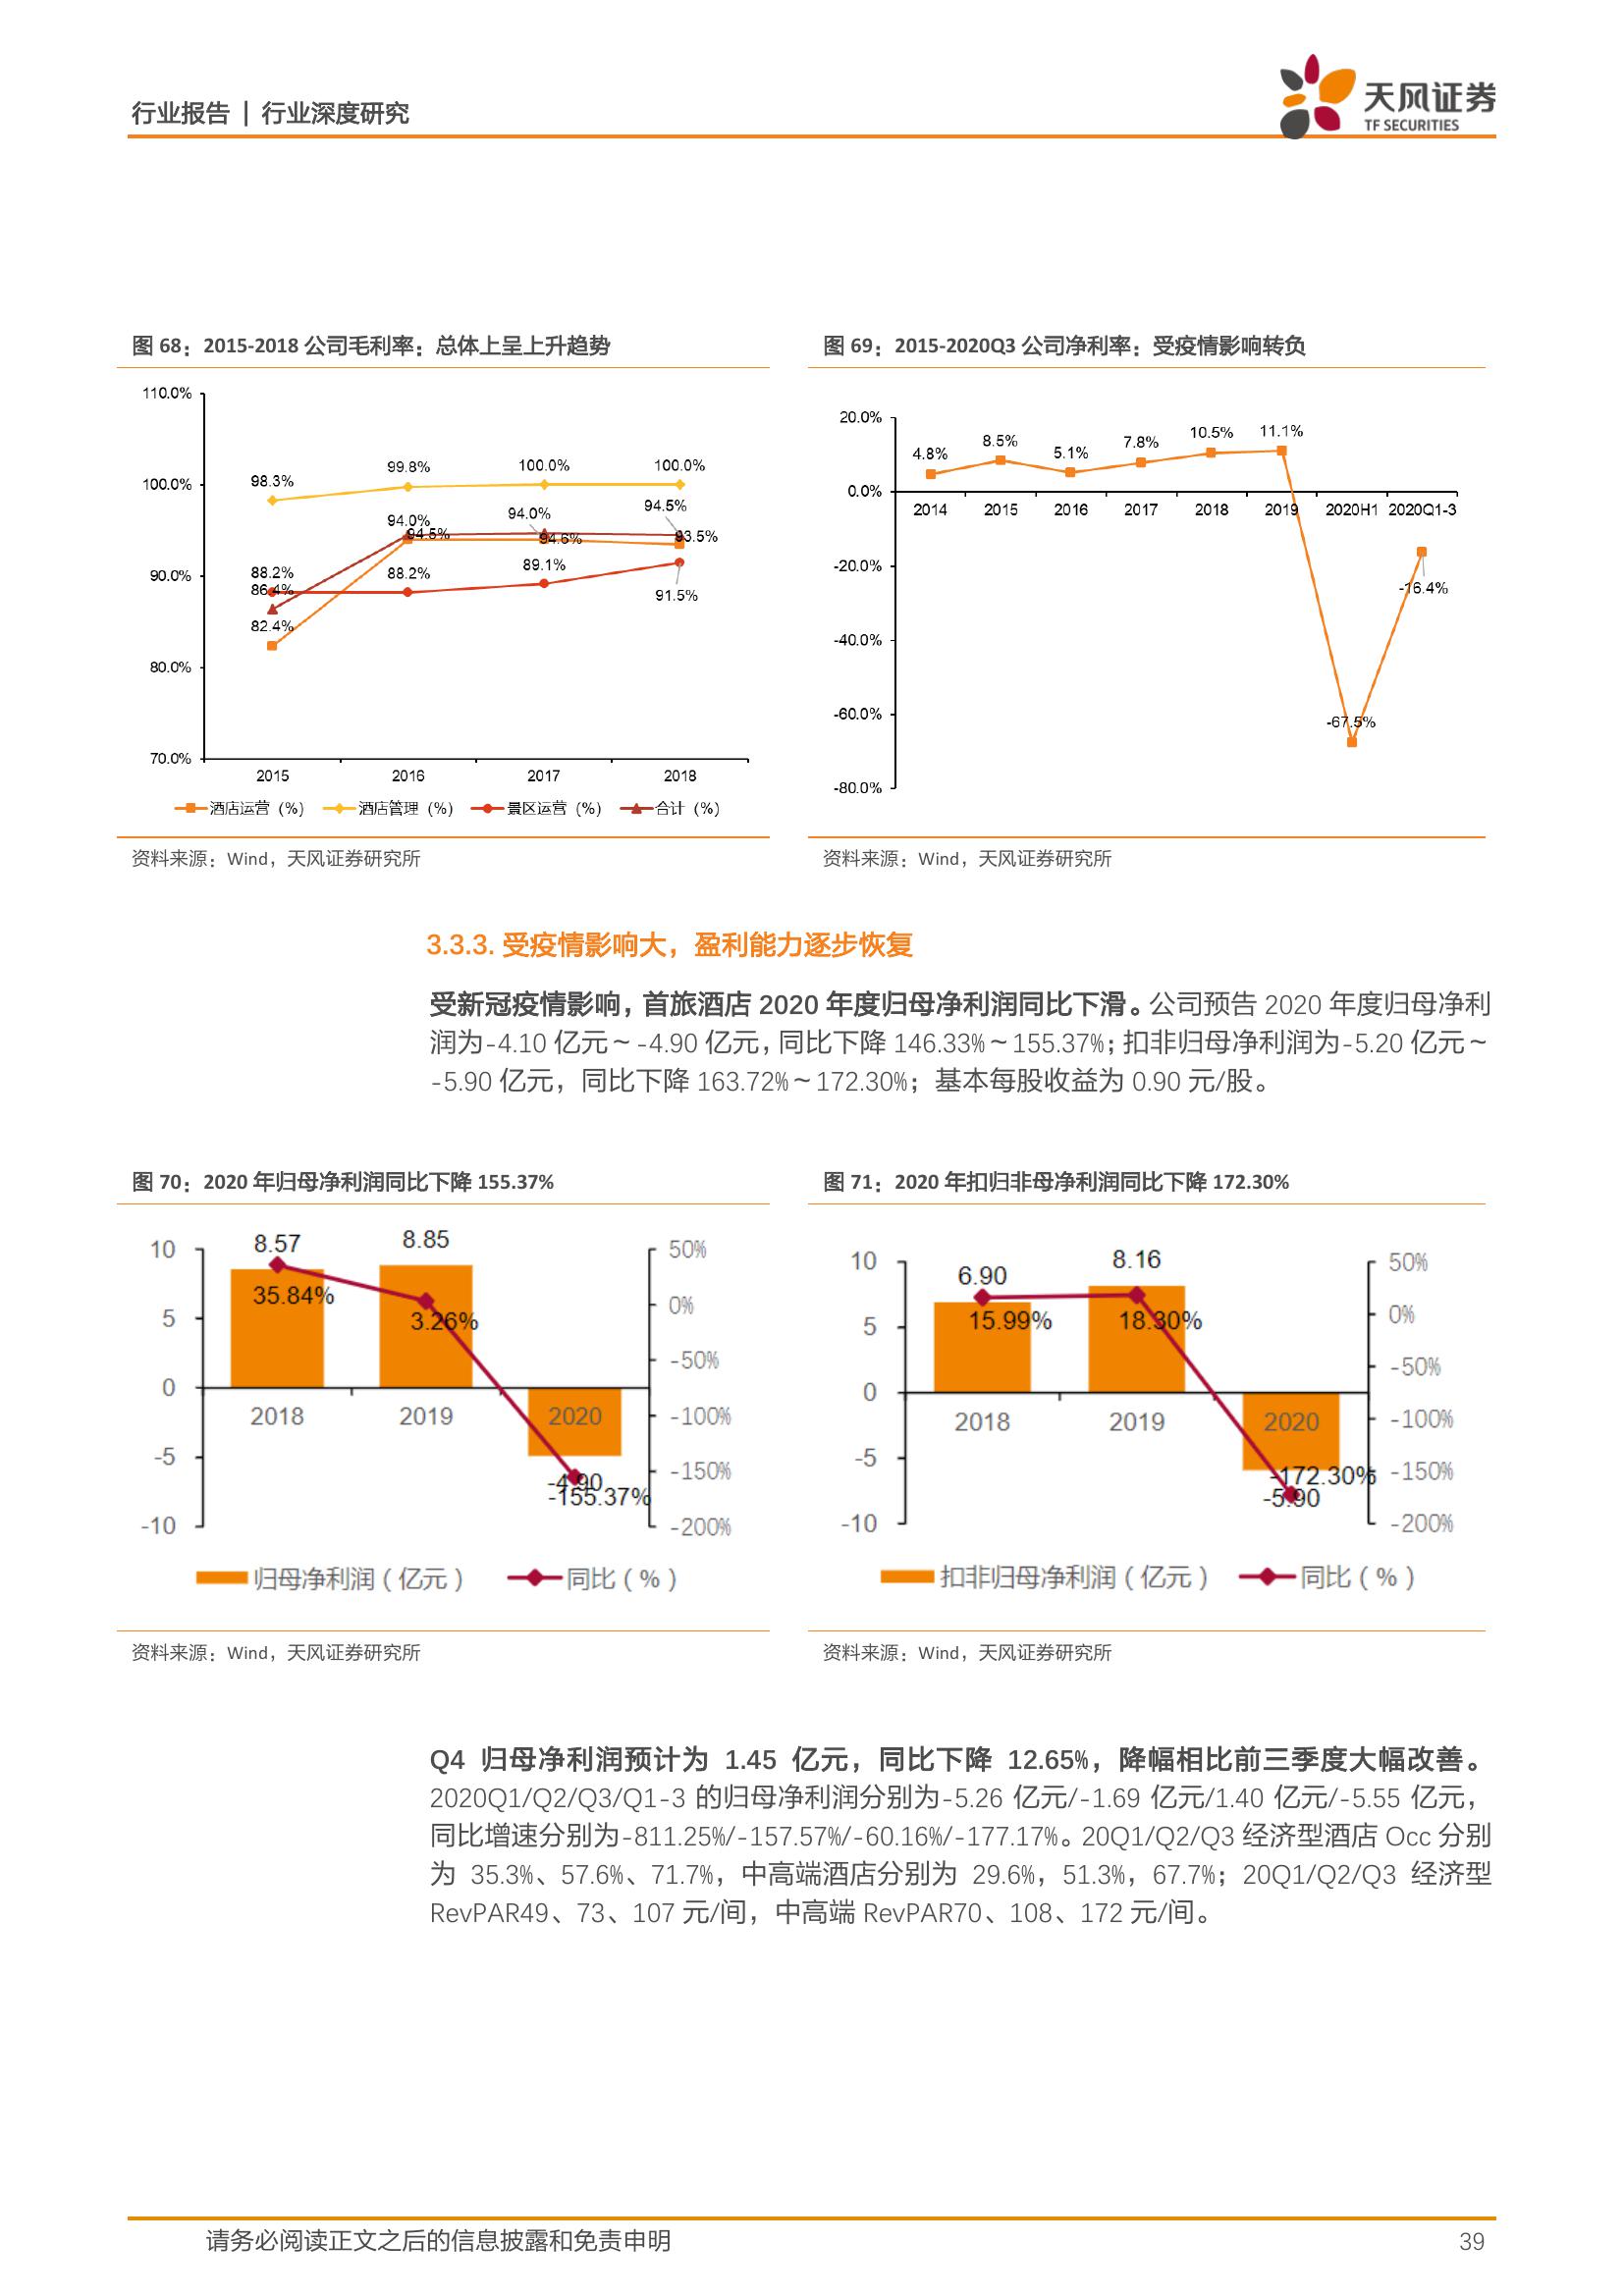 行业报告 | 行业深度研究
天风证券
TF SECURITIES
图 68：2015-2018 公司毛利率：总体上呈上升趋势
110.0%
100.0%
90.0%
80.0%
70.0%
98.3%
99.8%
100.0%
100.0%
94.0%
94.5%
94.0%
94.6%
94.5%
93.5%
88.2%
86.4%
82.4%
88.2%
89.1%
91.5%
2015 2016 2017 2018
酒店运营（%） 酒店管理（%） 景区运营（%） 合计（%）
资料来源：Wind，天风证券研究所
图 69：2015-2020Q3 公司净利率：受疫情影响转负
20.0%
0.0%
-20.0%
-40.0%
-60.0%
-80.0%
4.8%
8.5%
5.1%
7.8%
10.5%
11.1%
-67.5%
-16.4%
2014 2015 2016 2017 2018 2019 2020H1 2020Q1-3
资料来源：Wind，天风证券研究所
3.3.3. 受疫情影响大，盈利能力逐步恢复
受新冠疫情影响，首旅酒店 2020 年度归母净利润同比下滑。公司预告 2020 年度归母净利
润为-4.10 亿元～-4.90 亿元，同比下降 146.33%～155.37%；扣非归母净利润为-5.20 亿元～
-5.90 亿元，同比下降 163.72%～172.30%；基本每股收益为 0.90 元/股。
图 70：2020 年归母净利润同比下降 155.37%
10
5
0
-5
-10
8.57
8.85
35.84%
3.26%
-4.90
-155.37%
2018 2019 2020
50%
0%
-50%
-100%
-150%
-200%
归母净利润（亿元） 同比（%）
资料来源：Wind，天风证券研究所
图 71：2020 年扣归非母净利润同比下降 172.30%
10
5
0
-5
-10
6.90
8.16
15.99%
18.30%
-172.30%
-5.90
2018 2019 2020
50%
0%
-50%
-100%
-150%
-200%
扣非归母净利润（亿元） 同比（%）
资料来源：Wind，天风证券研究所
Q4 归母净利润预计为 1.45 亿元，同比下降 12.65%，降幅相比前三季度大幅改善。
2020Q1/Q2/Q3/Q1-3 的归母净利润分别为-5.26 亿元/-1.69 亿元/1.40 亿元/-5.55 亿元，
同比增速分别为-811.25%/-157.57%/-60.16%/-177.17%。20Q1/Q2/Q3 经济型酒店 Occ 分别
为 35.3%、57.6%、71.7%，中高端酒店分别为 29.6%，51.3%，67.7%；20Q1/Q2/Q3 经济型
RevPAR49、73、107 元/间，中高端 RevPAR70、108、172 元/间。
请务必阅读正文之后的信息披露和免责申明
39